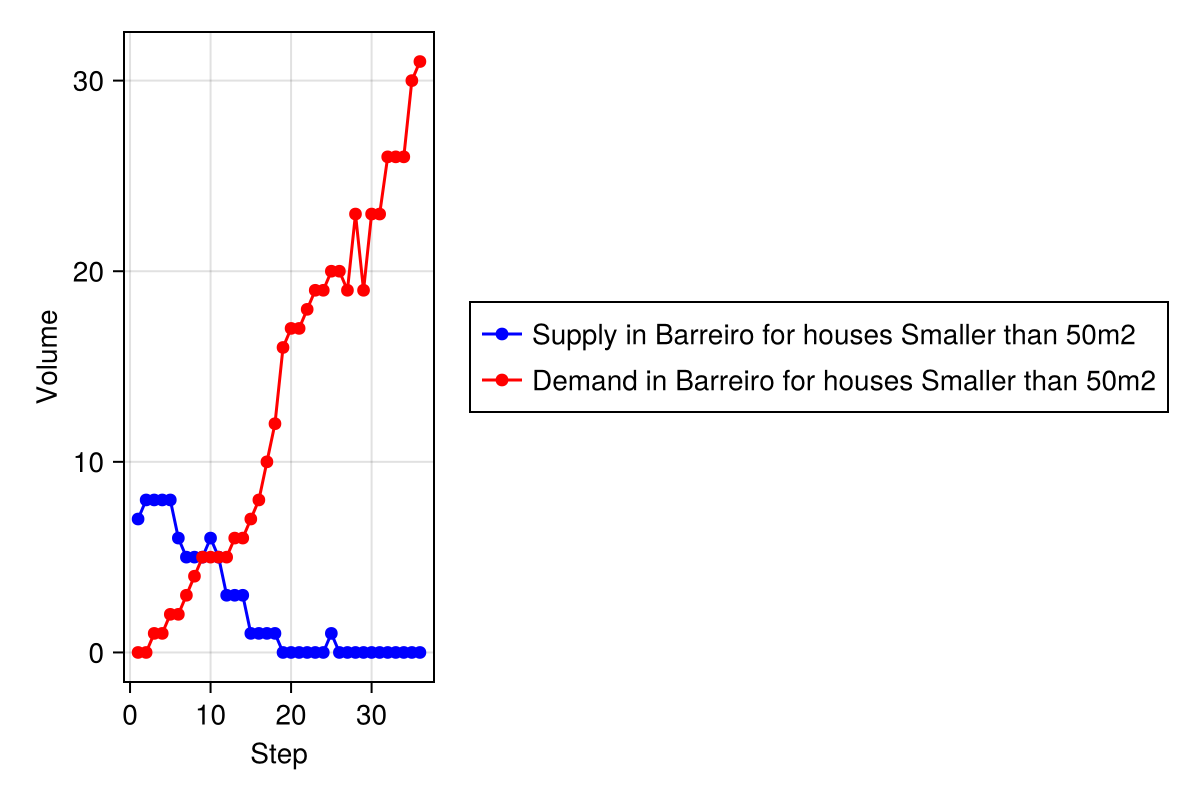 30
20
10
0
Volume
0 10 20 30
Step
Supply in Barreiro for houses Smaller than 50m2
Demand in Barreiro for houses Smaller than 50m2